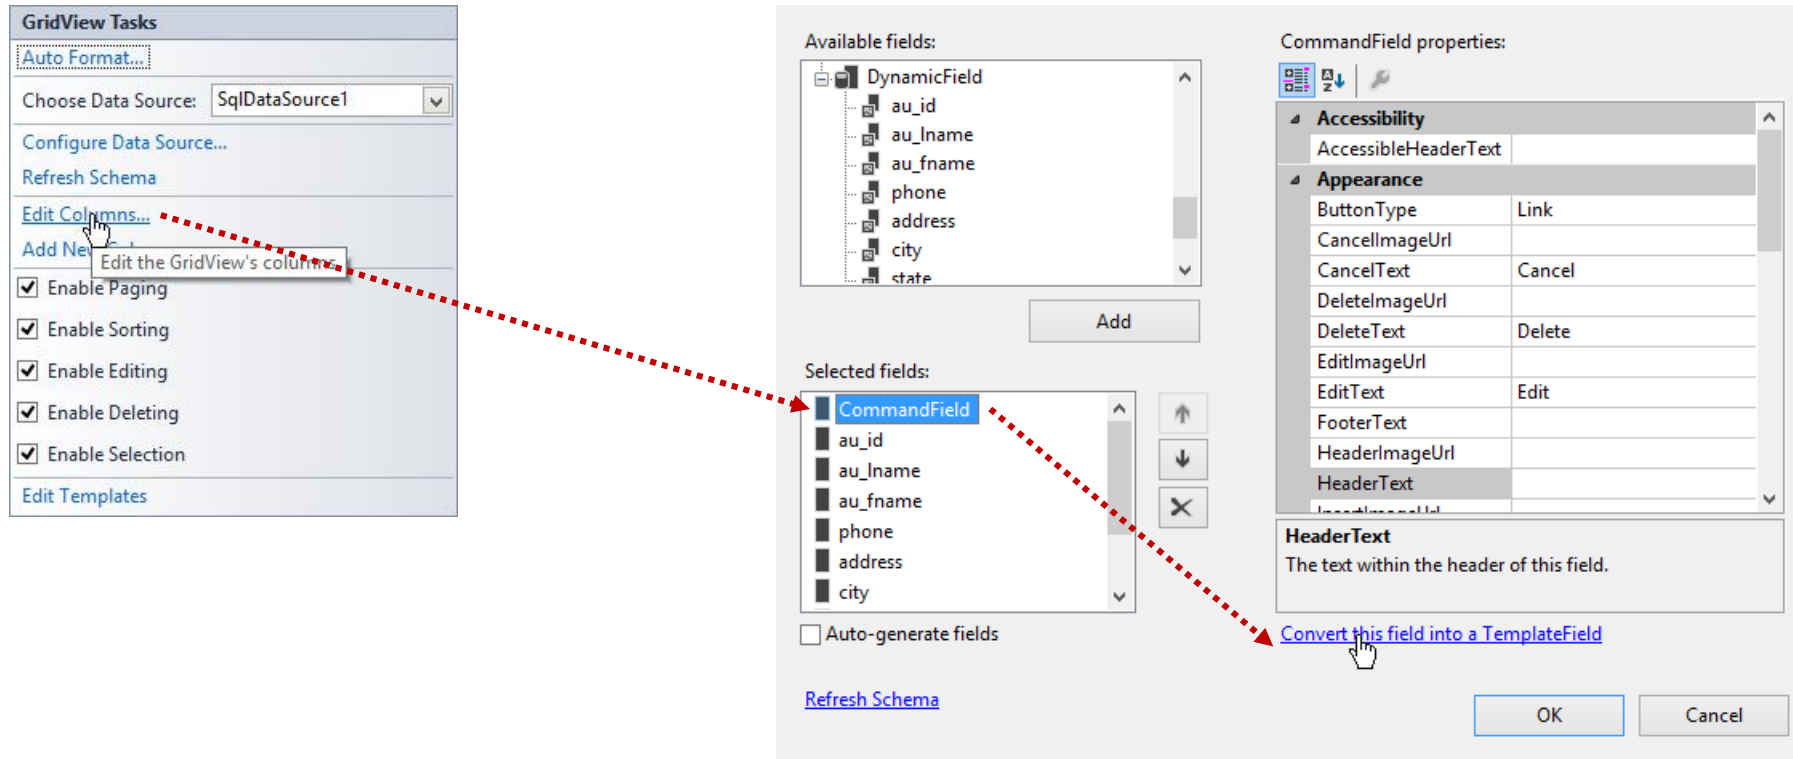 GridView Tasks
Auto Format...
Choose Data Source: SqlDataSource1
Configure Data Source...
Refresh Schema
Edit Columns...
Add New
Edit the GridView's columns
Enable Paging
Enable Sorting
Enable Editing
Enable Deleting
Enable Selection
Edit Templates
Available fields:
DynamicField
au_id
au_lname
au_fname
phone
address
city
state
Add
Selected fields:
CommandField
au_id
au_lname
au_fname
phone
address
city
Auto-generate fields
Refresh Schema
CommandField properties:
Accessibility
AccessibleHeaderText
Appearance
ButtonType Link
CancelImageUrl
CancelText Cancel
DeleteImageUrl
DeleteText Delete
EditImageUrl
EditText Edit
FooterText
HeaderImageUrl
HeaderText
HeaderText
The text within the header of this field.
Convert this field into a TemplateField
OK Cancel